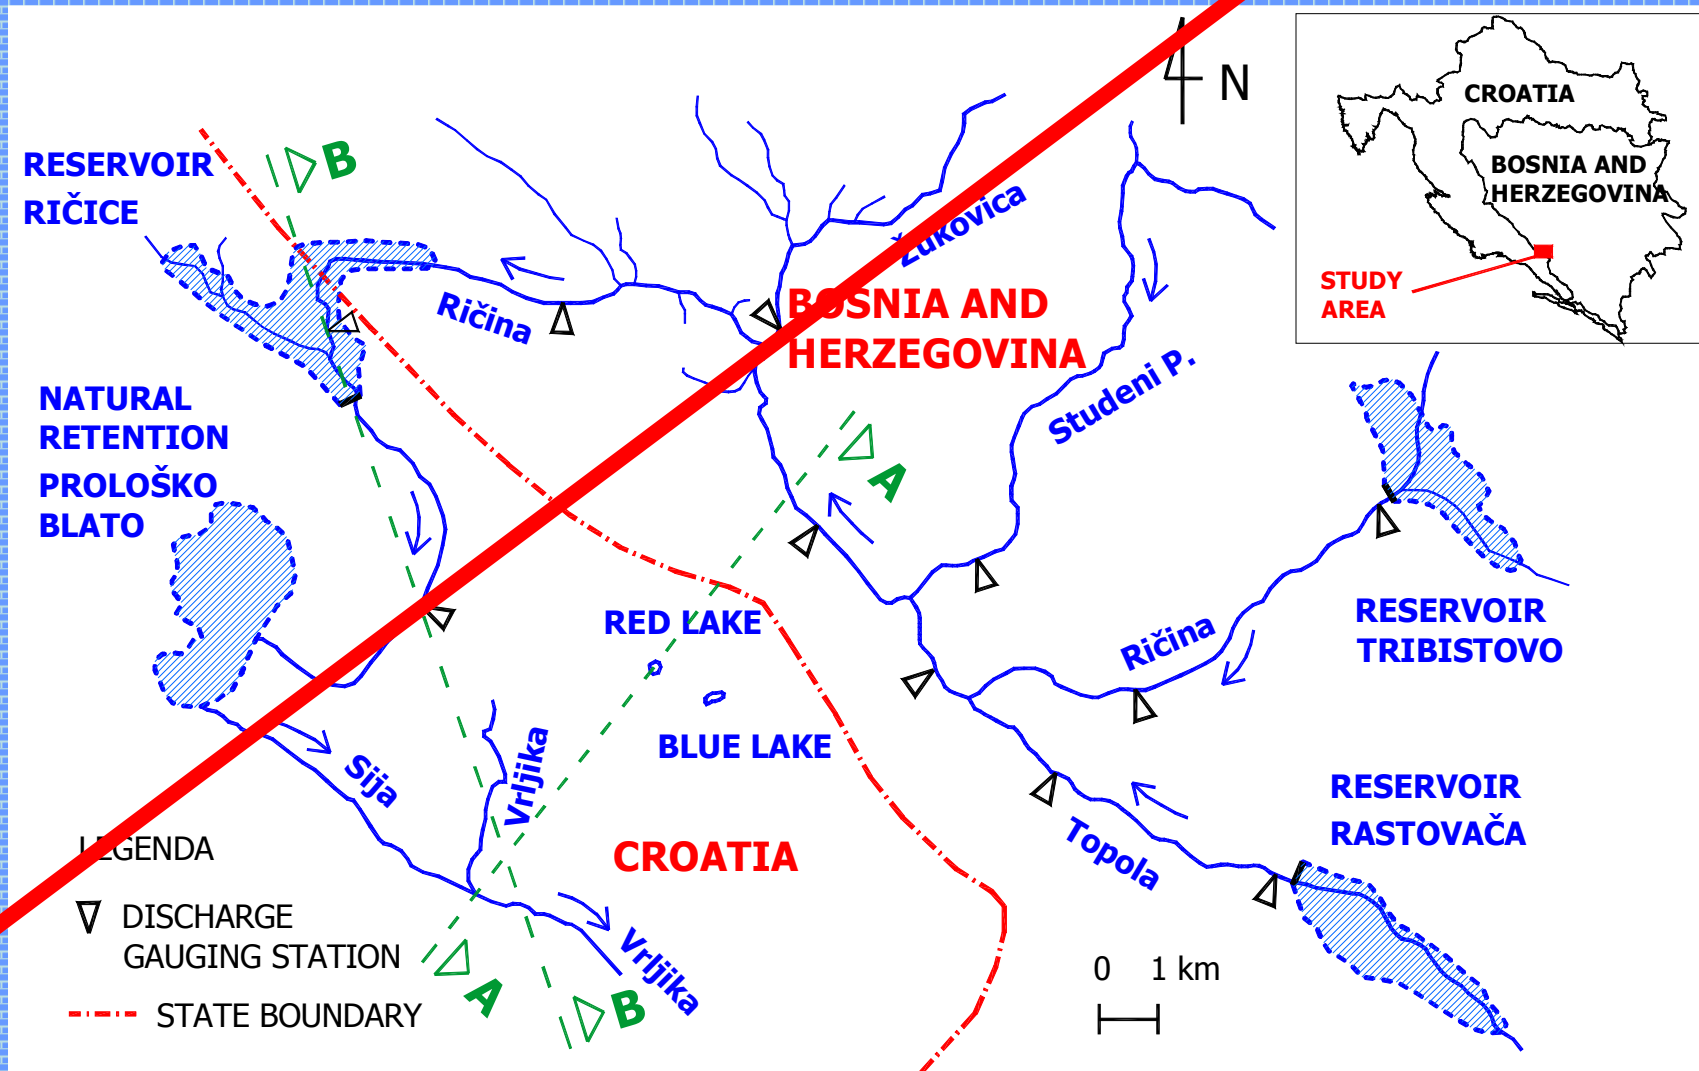 N
CROATIA
BOSNIA AND
HERZEGOVINA
STUDY
AREA
RESERVOIR
RIČICE
B
Žukovica
Ričina
BOSNIA AND
HERZEGOVINA
Studeni P.
NATURAL
RETENTION
PROLOŠKO
BLATO
A
RED LAKE
Ričina
RESERVOIR
TRIBISTOVO
BLUE LAKE
Sija
Vrljika
RESERVOIR
RASTOVAČA
Topola
CROATIA
LEGENDA
DISCHARGE
GAUGING STATION
STATE BOUNDARY
A
B
Vrljika
0 1 km